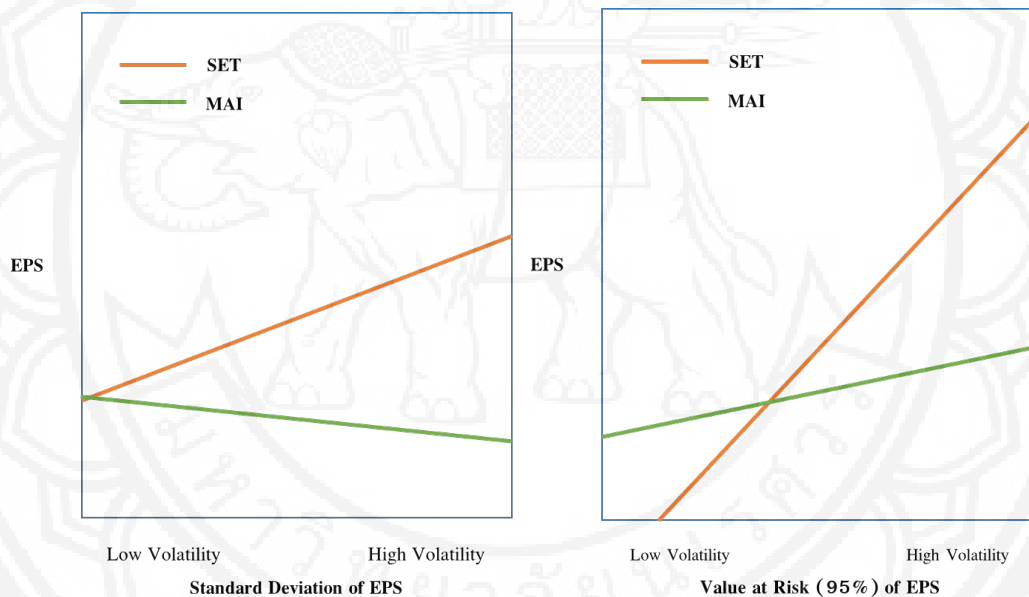 SET
MAI
EPS
Low Volatility High Volatility
Standard Deviation of EPS
SET
MAI
EPS
Low Volatility High Volatility
Value at Risk (95%) of EPS